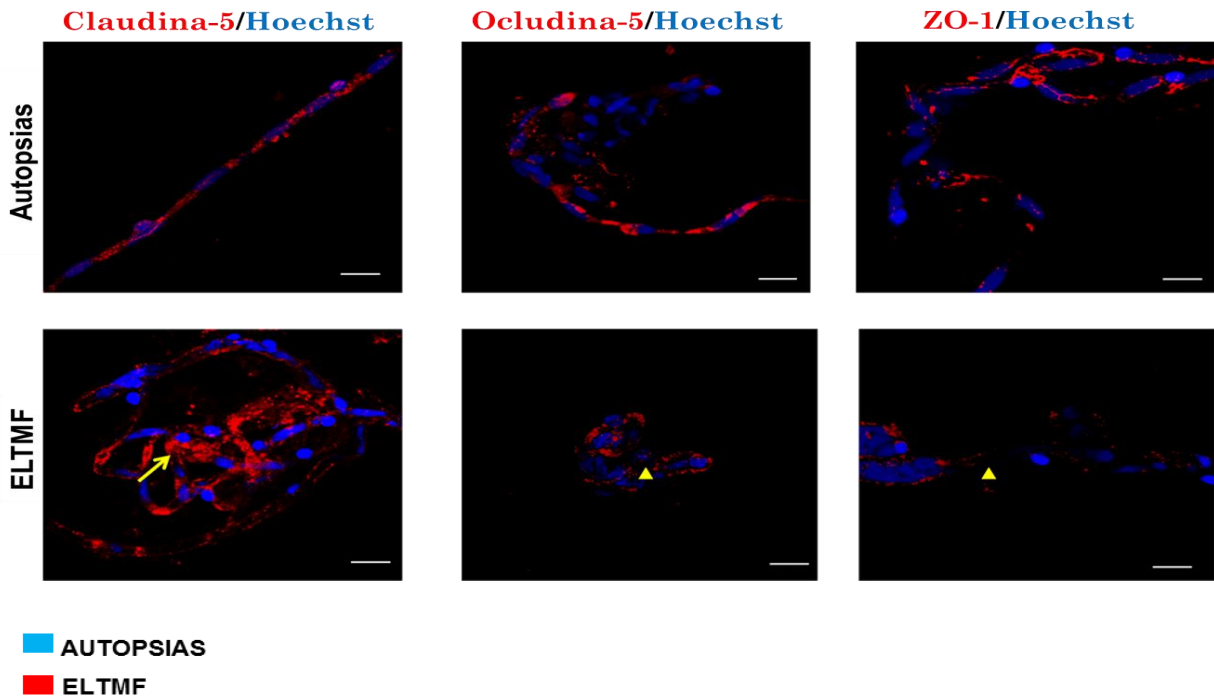 Claudina-5/Hoechst
Ocludina-5/Hoechst
ZO-1/Hoechst
Autopsias
ELTMF
AUTOPSIAS
ELTMF